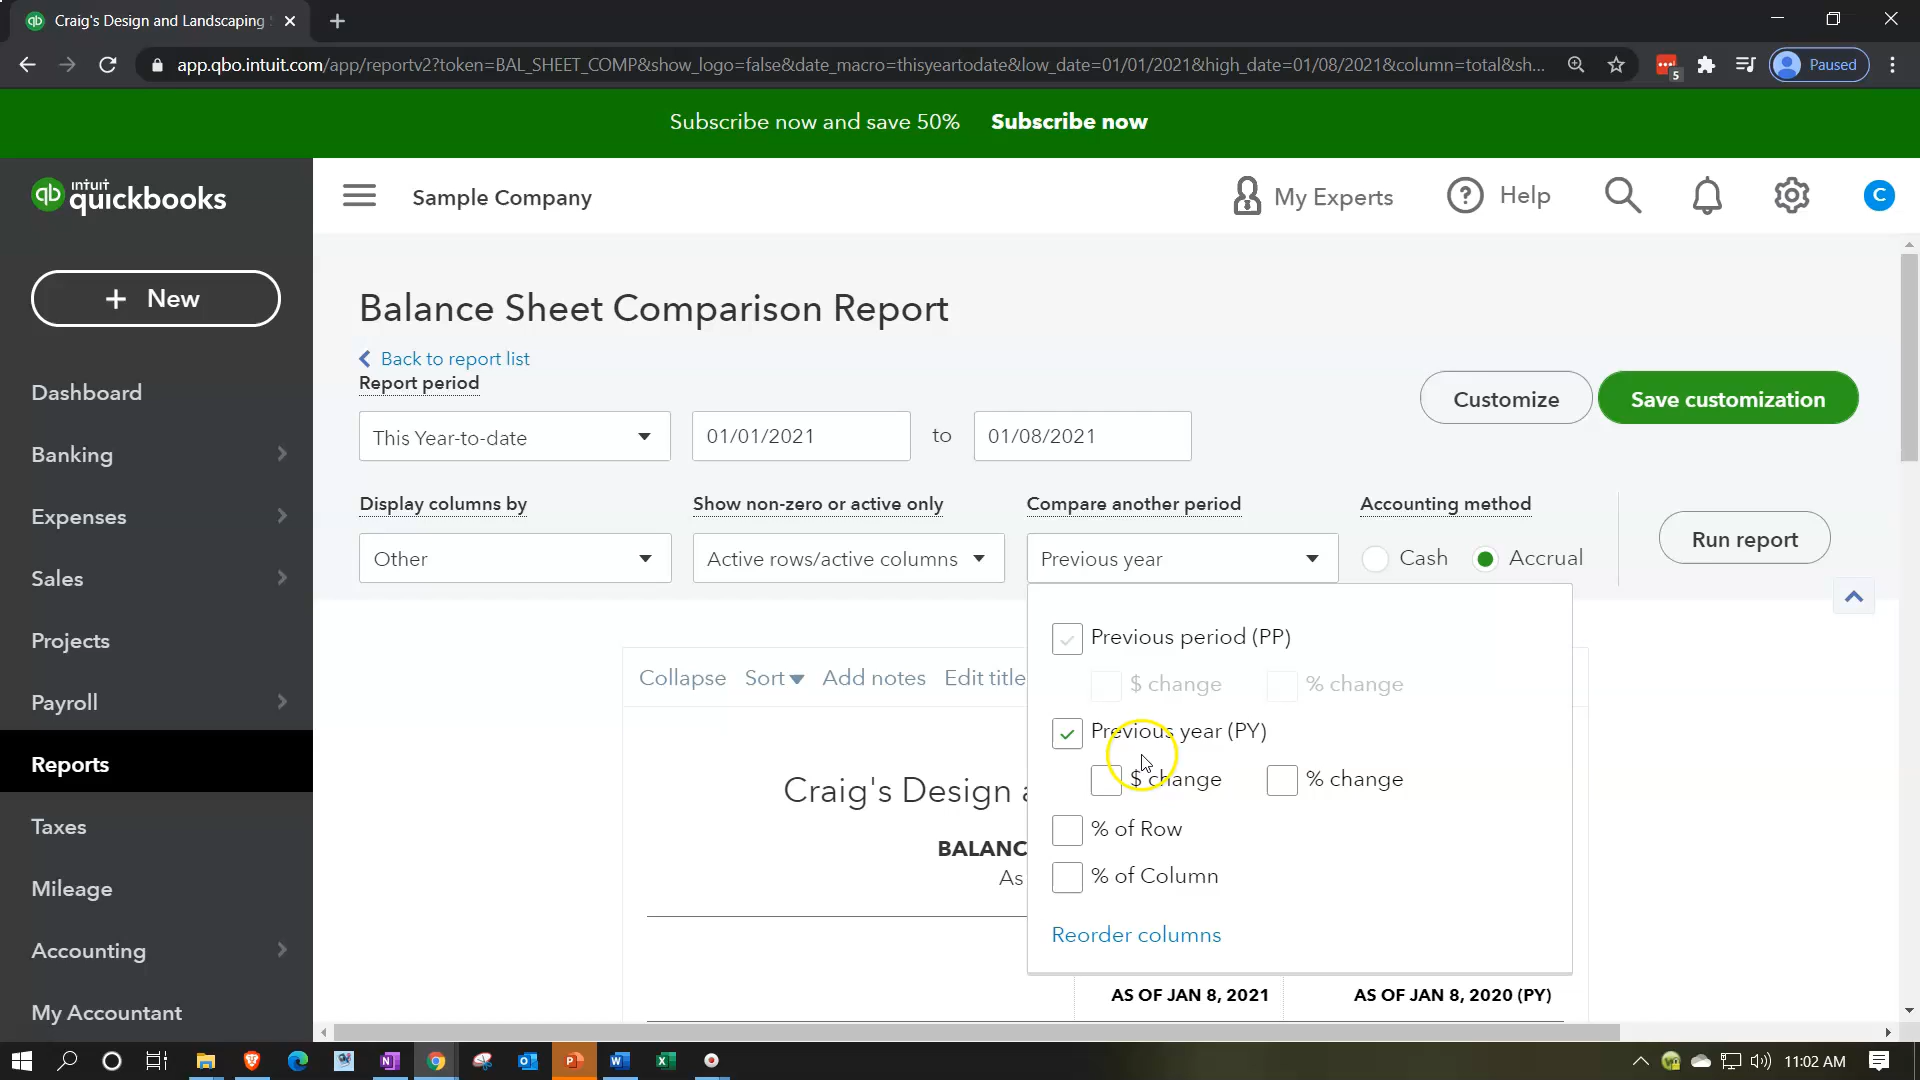 Craig's Design and Landscaping
app.qbo.intuit.com/app/reportv2?token=BAL_SHEET_COMP&show_logo=false&date_macro=thisyeartodate&low_date=01/01/2021&high_date=01/08/2021&column=total&sh...
5
Paused
Subscribe now and save 50% Subscribe now
intuit quickbooks
Sample Company
My Experts
Help
C
+ New
Dashboard
Banking
Expenses
Sales
Projects
Payroll
Reports
Taxes
Mileage
Accounting
My Accountant
Balance Sheet Comparison Report
Back to report list
Report period
This Year-to-date
01/01/2021 to 01/08/2021
Customize
Save customization
Display columns by
Show non-zero or active only
Compare another period
Accounting method
Other
Active rows/active columns
Previous year
Cash
Accrual
Run report
Previous period (PP)
$ change
% change
Previous year (PY)
$ change
% change
% of Row
% of Column
Reorder columns
Collapse Sort Add notes Edit title
Craig's Design a
BALANC
As
AS OF JAN 8, 2021
AS OF JAN 8, 2020 (PY)
11:02 AM